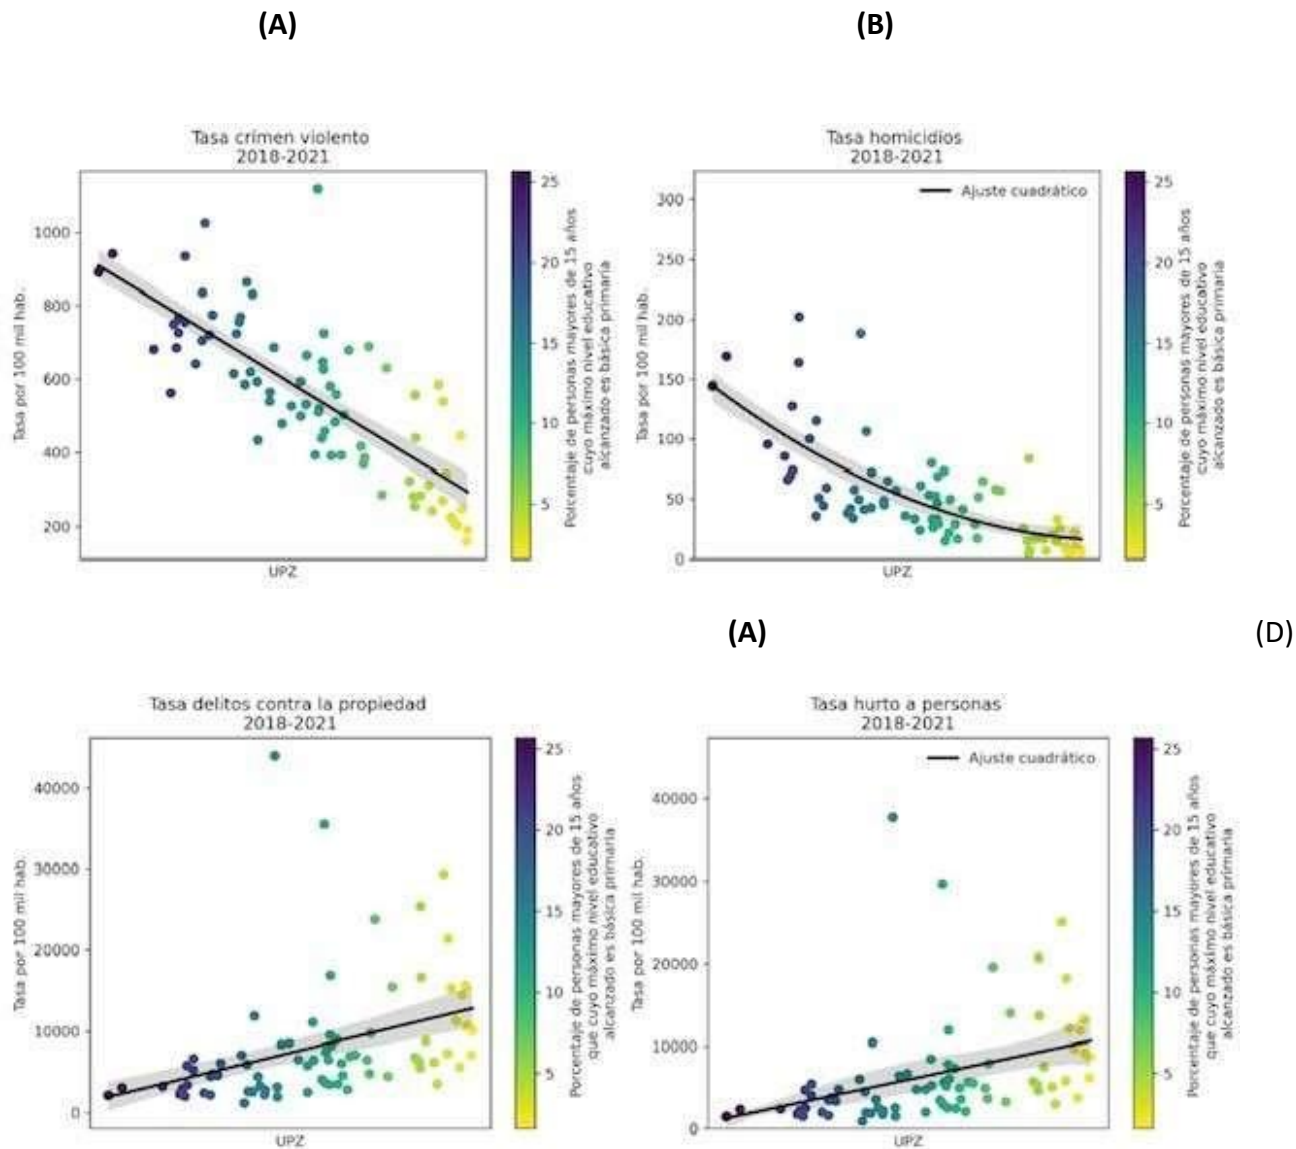 (A)
(B)
Tasa crimen violento
2018-2021
Tasa por 100 mil hab.
1000
800
600
400
200
UPZ
25
20
15
10
5
Porcentaje de personas mayores de 15 años
cuyo máximo nivel educativo
alcanzado es básica primaria
Tasa homicidios
2018-2021
Ajuste cuadrático
Tasa por 100 mil hab.
300
250
200
150
100
50
0
UPZ
25
20
15
10
5
Porcentaje de personas mayores de 15 años
cuyo máximo nivel educativo
alcanzado es básica primaria
(A)
(D)
Tasa delitos contra la propiedad
2018-2021
Tasa por 100 mil hab.
40000
30000
20000
10000
0
UPZ
25
20
15
10
5
Porcentaje de personas mayores de 15 años
que cuyo máximo nivel educativo
alcanzado es básica primaria
Tasa hurto a personas
2018-2021
Ajuste cuadrático
Tasa por 100 mil hab.
40000
30000
20000
10000
0
UPZ
25
20
15
10
5
Porcentaje de personas mayores de 15 años
que cuyo máximo nivel educativo
alcanzado es básica primaria